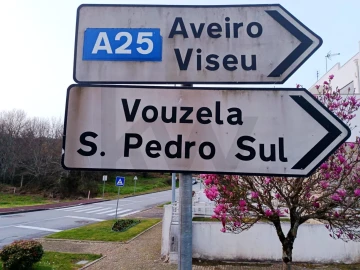 A25 Aveiro
Viseu
Vouzela
S. Pedro Sul